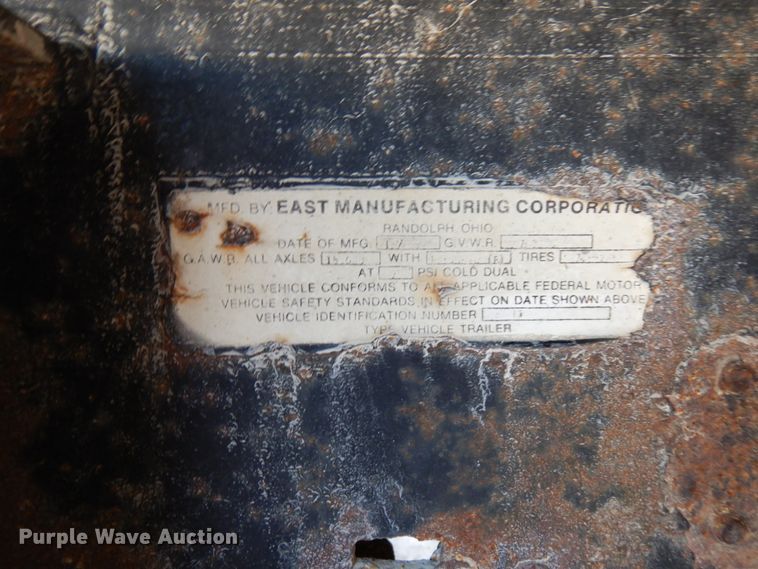 MFD. BY EAST MANUFACTURING CORPORATIO
RANDOLPH, OHIO
DATE OF MFG. G.V.W.R.
G.A.W.R. ALL AXLES WITH TIRES
AT PSI COLD DUAL
THIS VEHICLE CONFORMS TO ALL APPLICABLE FEDERAL MOTOR
VEHICLE SAFETY STANDARDS IN EFFECT ON DATE SHOWN ABOVE
VEHICLE IDENTIFICATION NUMBER
TYPE VEHICLE TRAILER
Purple Wave Auction